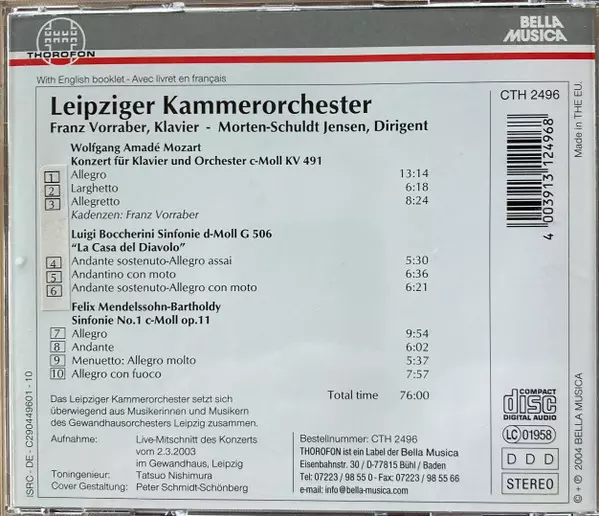 THOROFON
BELLA
MUSICA
With English booklet - Avec livret en français
Leipziger Kammerorchester
Franz Vorraber, Klavier - Morten-Schuldt Jensen, Dirigent
CTH 2496
Made in THE EU.
Wolfgang Amadé Mozart
Konzert für Klavier und Orchester c-Moll KV 491
1 Allegro 13:14
2 Larghetto 6:18
3 Allegretto 8:24
Kadenzen: Franz Vorraber
4 003913 124968
Luigi Boccherini Sinfonie d-Moll G 506
“La Casa del Diavolo”
4 Andante sostenuto-Allegro assai 5:30
5 Andantino con moto 6:36
6 Andante sostenuto-Allegro con moto 6:21
Felix Mendelssohn-Bartholdy
Sinfonie No.1 c-Moll op.11
7 Allegro 9:54
8 Andante 6:02
9 Menuetto: Allegro molto 5:37
10 Allegro con fuoco 7:57
Total time 76:00
Das Leipziger Kammerorchester setzt sich
überwiegend aus Musikerinnen und Musikern
des Gewandhausorchesters Leipzig zusammen.
Aufnahme: Live-Mitschnitt des Konzerts
vom 2.3.2003
im Gewandhaus, Leipzig
Toningenieur: Tatsuo Nishimura
Cover Gestaltung: Peter Schmidt-Schönberg
Bestellnummer: CTH 2496
THOROFON ist ein Label der Bella Musica
Eisenbahnstr. 30 / D-77815 Bühl / Baden
Tel: 07223 / 98 55 0 - Fax: 07223 / 98 55 66
e-mail: info@bella-musica.com
COMPACT
disc
DIGITAL AUDIO
LC 01958
D D D
STEREO
ISRC - DE - C290449601 - 10
© + ℗ 2004 BELLA MUSICA